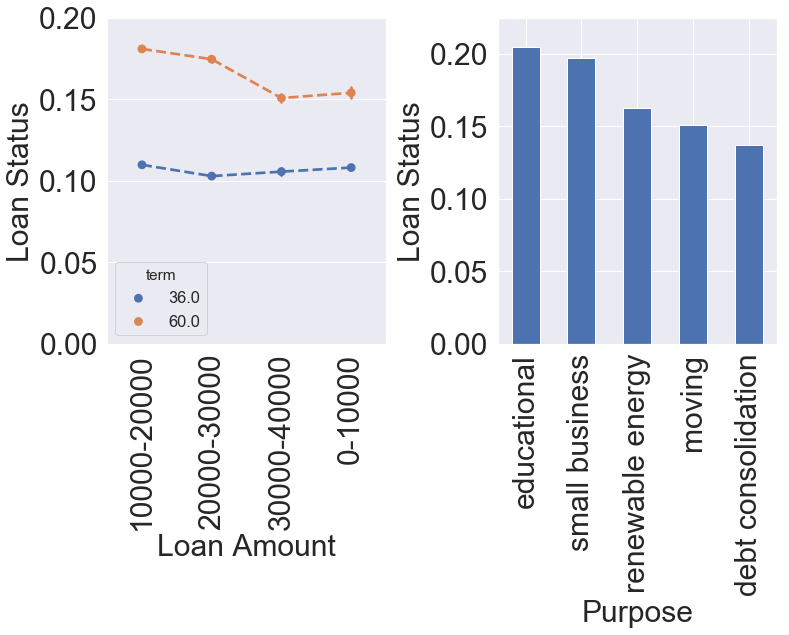 Loan Status
0.20
0.15
0.10
0.05
0.00
term
36.0
60.0
10000-20000
20000-30000
30000-40000
0-10000
Loan Amount
Loan Status
0.20
0.15
0.10
0.05
0.00
educational
small business
renewable energy
moving
debt consolidation
Purpose